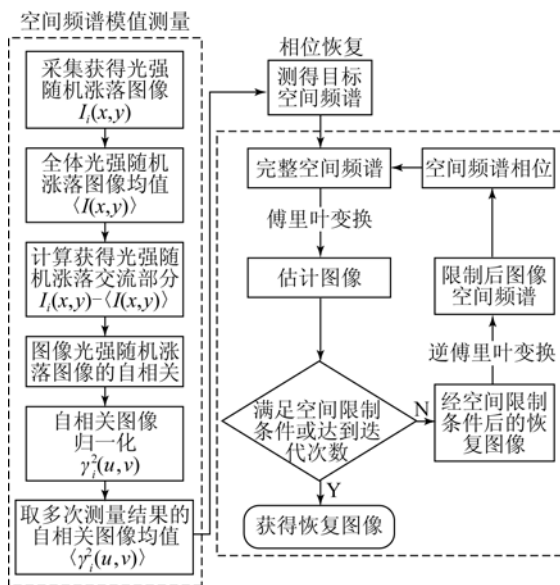 空间频谱模值测量
采集获得光强
随机涨落图像
I_i(x,y)
全体光强随机
涨落图像均值
⟨I(x,y)⟩
计算获得光强随
机涨落交流部分
I_i(x,y)-⟨I(x,y)⟩
图像光强随机涨
落图像的自相关
自相关图像
归一化
γ_i^2(u,v)
取多次测量结果的
自相关图像均值
⟨γ_i^2(u,v)⟩
相位恢复
测得目标
空间频谱
完整空间频谱
空间频谱相位
傅里叶变换
估计图像
限制后图像
空间频谱
逆傅里叶变换
满足空间限制
条件或达到迭
代次数
N
经空间限制
条件后的恢
复图像
Y
获得恢复图像